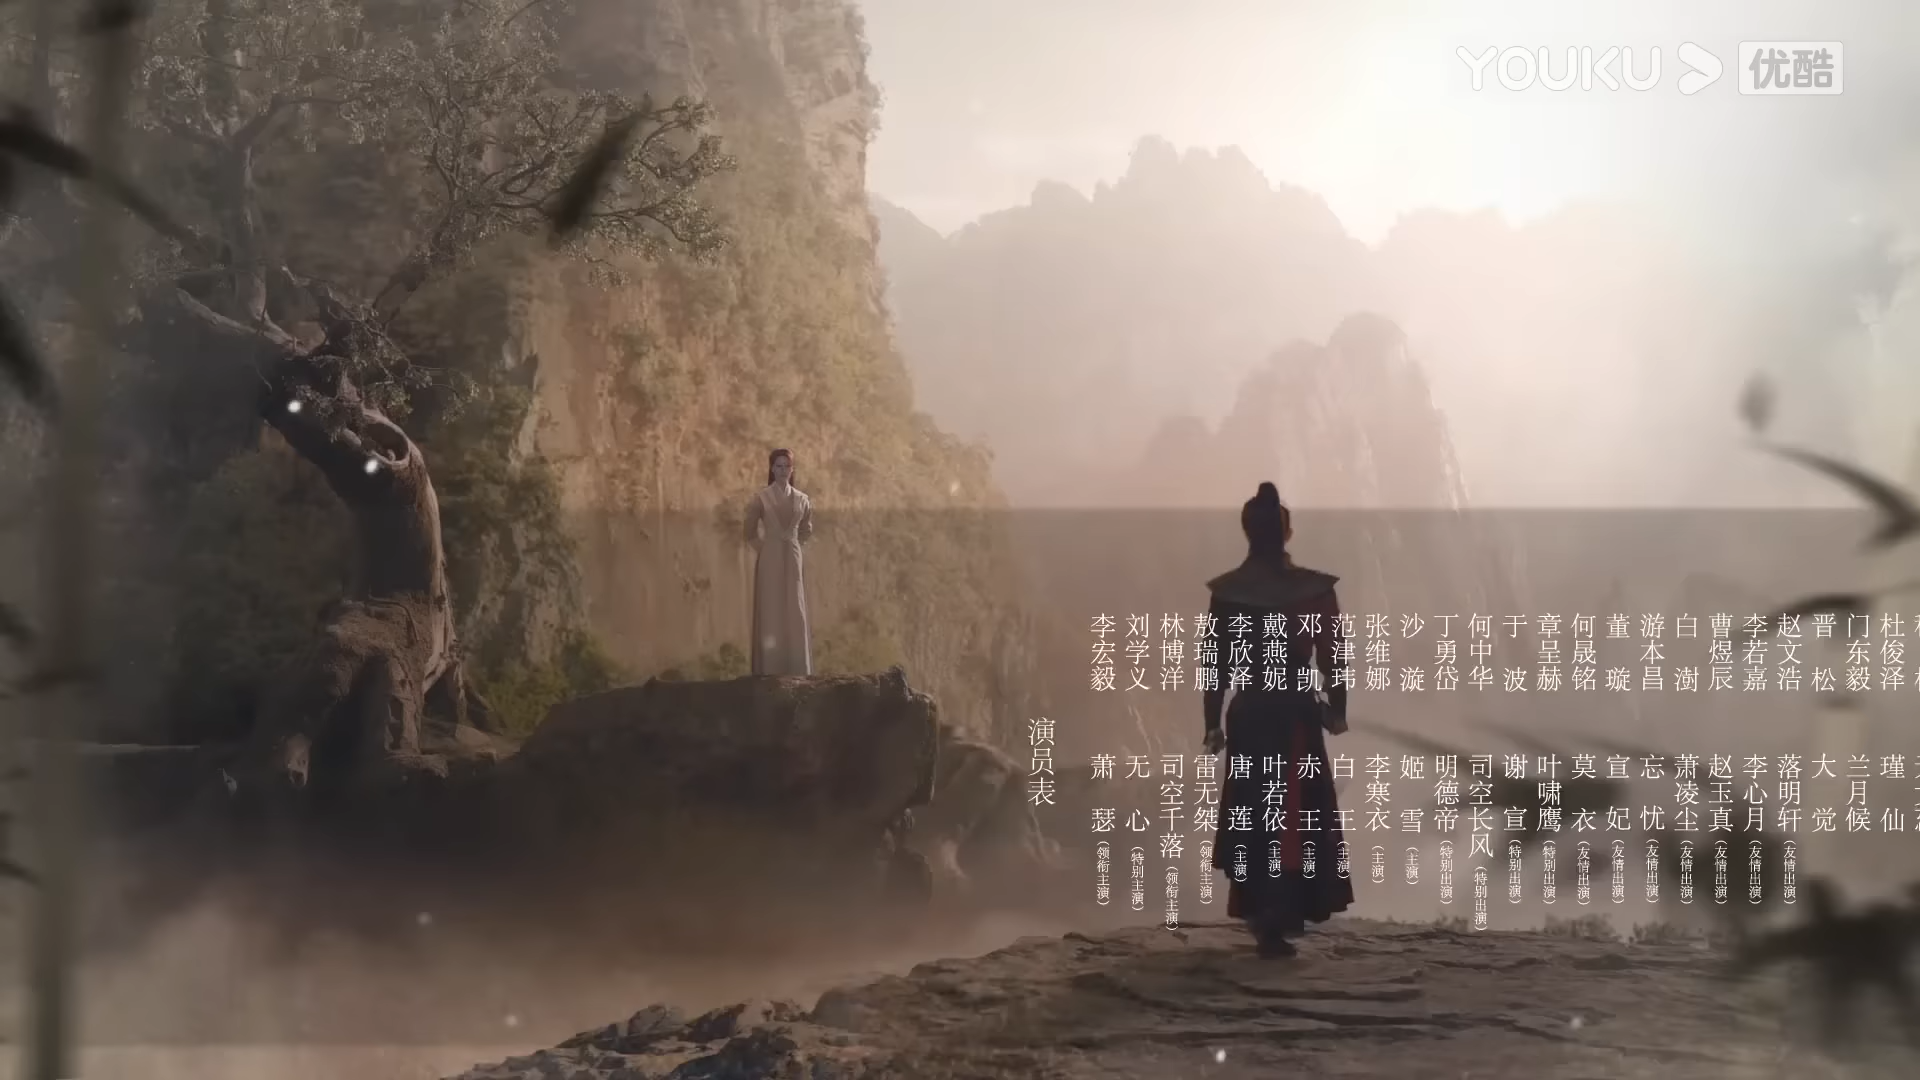 YOUKU 优酷
演员表
李宏毅 萧瑟(领衔主演)
刘学义 无心(特别主演)
林博洋 司空千落(领衔主演)
敖瑞鹏 雷无桀(领衔主演)
李欣泽 唐莲(主演)
戴燕妮 叶若依(主演)
邓凯 赤王(主演)
范津玮 白王(主演)
张维娜 李寒衣(主演)
沙漩 姬雪(主演)
丁勇岱 明德帝(特别出演)
何中华 司空长风(特别出演)
于波 谢宣(特别出演)
章呈赫 叶啸鹰(特别出演)
何晟铭 莫衣(友情出演)
董璇 宣妃(友情出演)
游本昌 忘忧(友情出演)
白澍 萧凌尘(友情出演)
曹煜辰 赵玉真(友情出演)
李若嘉 李心月(友情出演)
赵文浩 落明轩(友情出演)
晋松 大觉
门东毅 兰月候
杜俊泽 瑾仙